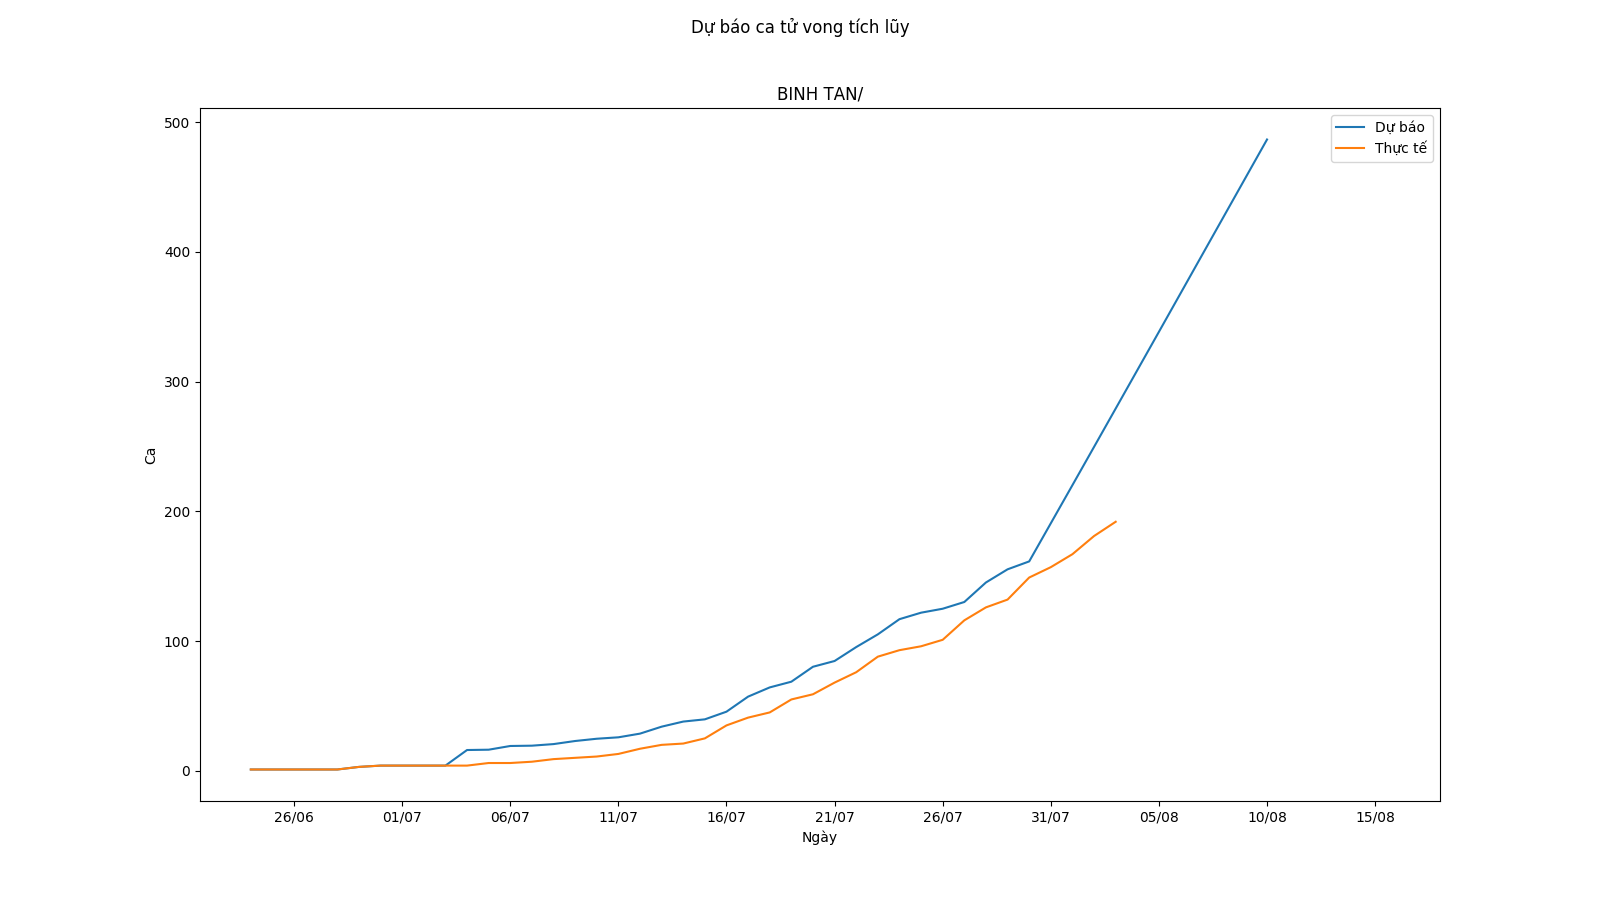 Dự báo ca tử vong tích lũy
BINH TAN/
500
400
300
200
100
0
Ca
Dự báo
Thực tế
26/06 01/07 06/07 11/07 16/07 21/07 26/07 31/07 05/08 10/08 15/08
Ngày